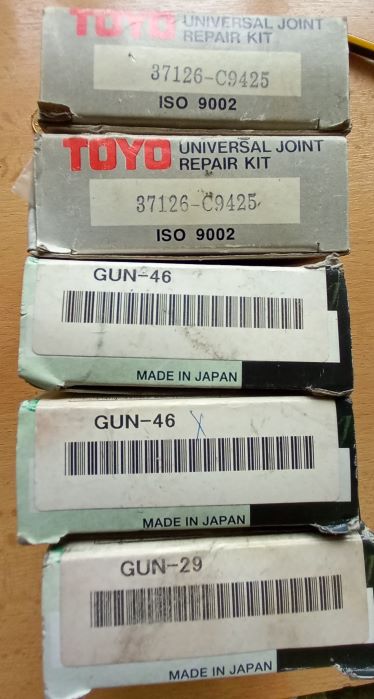 TOYO UNIVERSAL JOINT
REPAIR KIT
37126-C9425
ISO 9002
TOYO UNIVERSAL JOINT
REPAIR KIT
37126-C9425
ISO 9002
GUN-46
MADE IN JAPAN
GUN-46 X
MADE IN JAPAN
GUN-29
MADE IN JAPAN